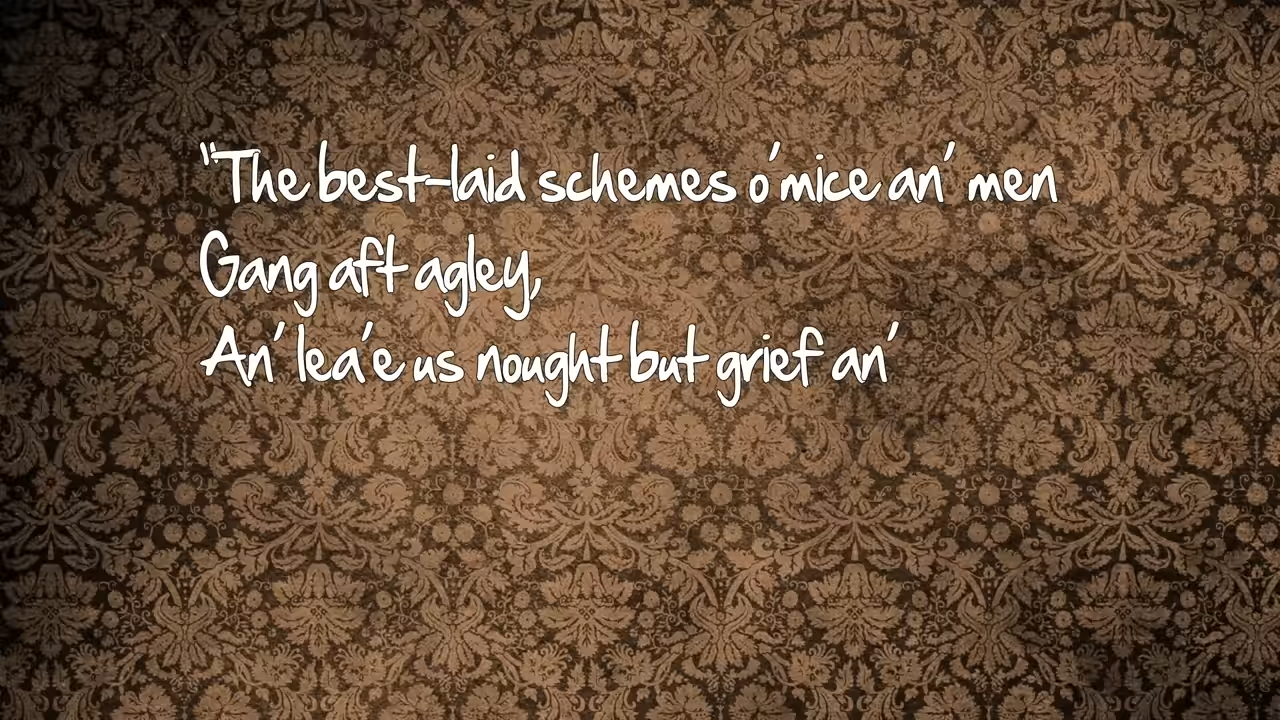 "The best-laid schemes o'mice an' men
Gang aft agley,
An' lea'e us nought but grief an'